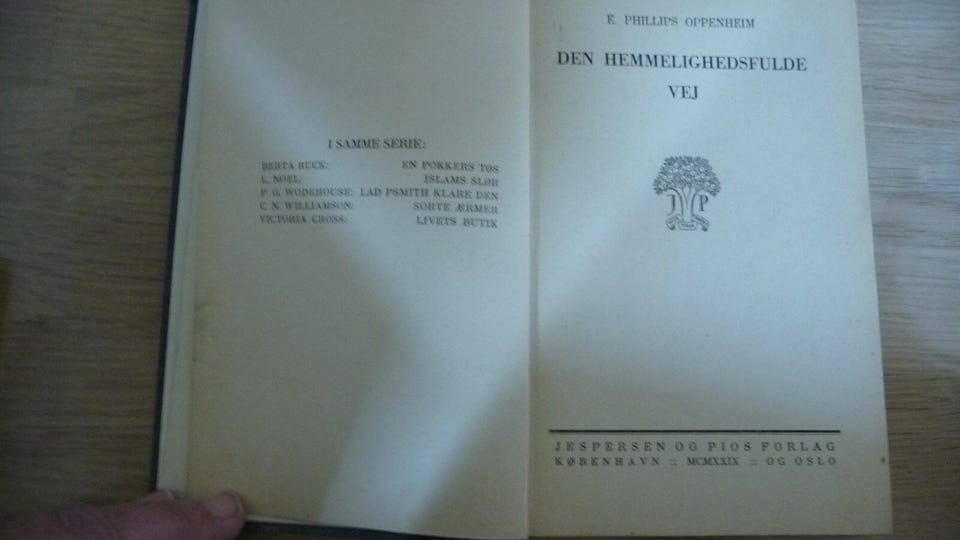 I SAMME SERIE:
BERTA RUCK: EN POKKERS TØS
L. NOEL: ISLAMS SLØR
P. G. WODEHOUSE: LAD PSMITH KLARE DEN
C. N. WILLIAMSON: SORTE ÆRMER
VICTORIA CROSS: LIVETS BUTIK
E. PHILLIPS OPPENHEIM
DEN HEMMELIGHEDSFULDE
VEJ
J P
JESPERSEN OG PIOS FORLAG
KØBENHAVN :: MCMXXIX :: OG OSLO